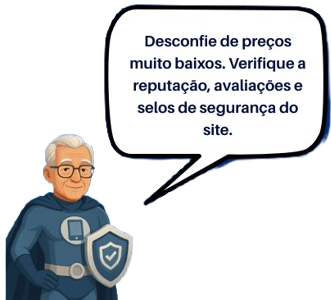 Desconfie de preços
muito baixos. Verifique a
reputação, avaliações e
selos de segurança do
site.